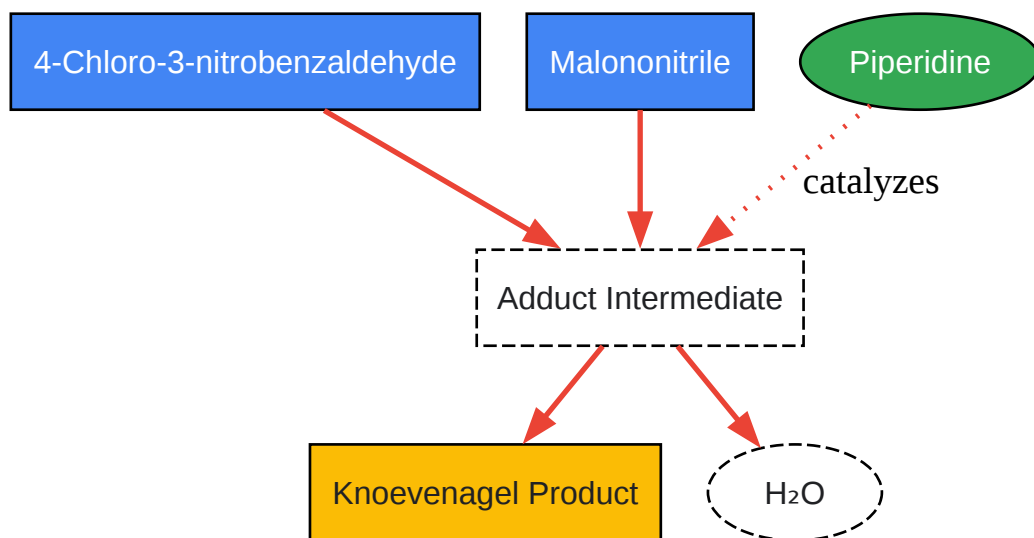 4-Chloro-3-nitrobenzaldehyde
Malononitrile
Piperidine
catalyzes
Adduct Intermediate
Knoevenagel Product
H₂O